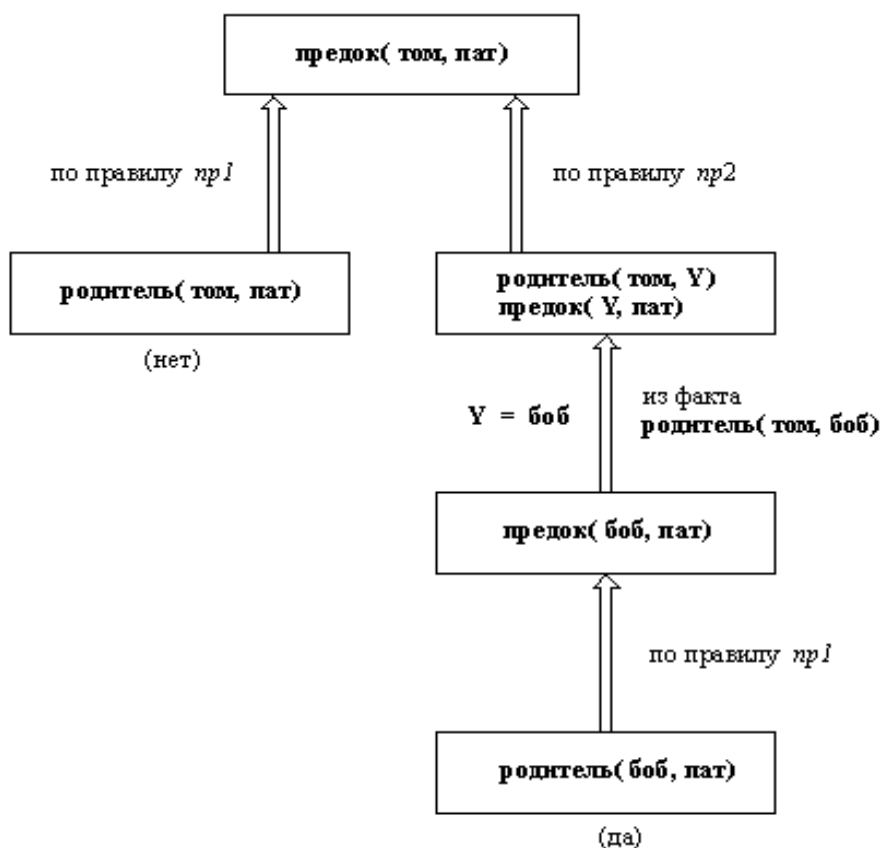 предок( том, пат)
по правилу пр1
по правилу пр2
родитель( том, пат)
(нет)
родитель( том, Y)
предок( Y, пат)
Y = боб
из факта
родитель( том, боб)
предок( боб, пат)
по правилу пр1
родитель( боб, пат)
(да)